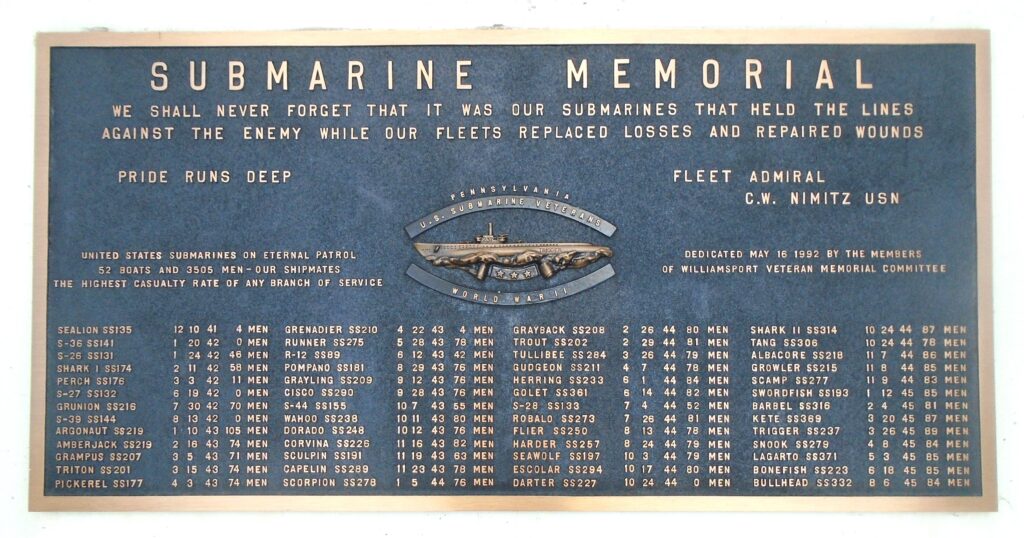 SUBMARINE MEMORIAL
WE SHALL NEVER FORGET THAT IT WAS OUR SUBMARINES THAT HELD THE LINES
AGAINST THE ENEMY WHILE OUR FLEETS REPLACED LOSSES AND REPAIRED WOUNDS
PRIDE RUNS DEEP
FLEET ADMIRAL
C.W. NIMITZ USN
PENNSYLVANIA
U.S. SUBMARINE VETERANS
WORLD WAR II
UNITED STATES SUBMARINES ON ETERNAL PATROL
52 BOATS AND 3505 MEN - OUR SHIPMATES
THE HIGHEST CASUALTY RATE OF ANY BRANCH OF SERVICE
DEDICATED MAY 16 1992 BY THE MEMBERS
OF WILLIAMSPORT VETERAN MEMORIAL COMMITTEE
SEALION SS195 12 10 41 4 MEN
S-36 SS141 1 20 42 0 MEN
S-26 SS131 1 24 42 46 MEN
SHARK I SS174 2 11 42 58 MEN
PERCH SS176 3 3 42 11 MEN
S-27 SS132 6 19 42 0 MEN
GRUNION SS216 7 30 42 70 MEN
S-39 SS144 8 13 42 0 MEN
ARGONAUT SS219 1 10 43 105 MEN
AMBERJACK SS219 2 16 43 74 MEN
GRAMPUS SS207 3 5 43 71 MEN
TRITON SS201 3 15 43 74 MEN
PICKEREL SS177 4 3 43 74 MEN
GRENADIER SS210 4 22 43 4 MEN
RUNNER SS275 5 28 43 78 MEN
R-12 SS89 6 12 43 42 MEN
POMPANO SS181 8 29 43 76 MEN
GRAYLING SS209 9 12 43 76 MEN
CISCO SS290 9 28 43 76 MEN
S-44 SS155 10 7 43 55 MEN
WAHOO SS238 10 11 43 80 MEN
DORADO SS248 10 12 43 76 MEN
CORVINA SS226 11 16 43 82 MEN
SCULPIN SS191 11 19 43 63 MEN
CAPELIN SS289 11 23 43 78 MEN
SCORPION SS278 1 5 44 76 MEN
GRAYBACK SS208 2 26 44 80 MEN
TROUT SS202 2 29 44 81 MEN
TULLIBEE SS284 3 26 44 79 MEN
GUDGEON SS211 4 7 44 78 MEN
HERRING SS233 6 1 44 84 MEN
GOLET SS361 6 14 44 82 MEN
S-28 SS133 7 4 44 52 MEN
ROBALO SS273 7 26 44 81 MEN
FLIER SS250 8 13 44 78 MEN
HARDER SS257 8 24 44 79 MEN
SEAWOLF SS197 10 3 44 79 MEN
ESCOLAR SS294 10 17 44 80 MEN
DARTER SS227 10 24 44 0 MEN
SHARK II SS314 10 24 44 87 MEN
TANG SS306 10 24 44 78 MEN
ALBACORE SS218 11 7 44 86 MEN
GROWLER SS215 11 8 44 85 MEN
SCAMP SS277 11 9 44 83 MEN
SWORDFISH SS193 1 12 45 85 MEN
BARBEL SS316 2 4 45 81 MEN
KETE SS369 3 20 45 87 MEN
TRIGGER SS237 3 26 45 89 MEN
SNOOK SS279 4 8 45 84 MEN
LAGARTO SS371 5 3 45 85 MEN
BONEFISH SS223 6 18 45 85 MEN
BULLHEAD SS332 8 6 45 84 MEN